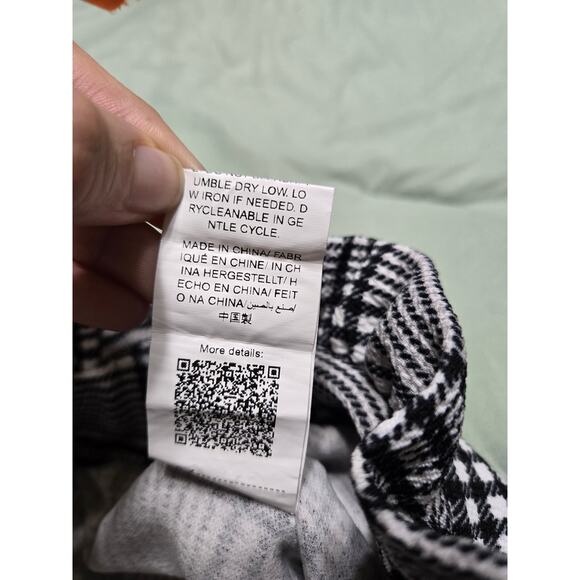 UMBLE DRY LOW. LO
W IRON IF NEEDED. D
RYCLEANABLE IN GE
NTLE CYCLE.
MADE IN CHINA/ FABR
IQUÉ EN CHINE/ IN CH
INA HERGESTELLT/ H
ECHO EN CHINA/ FEIT
O NA CHINA/صنع بالصين/
中国製
More details: